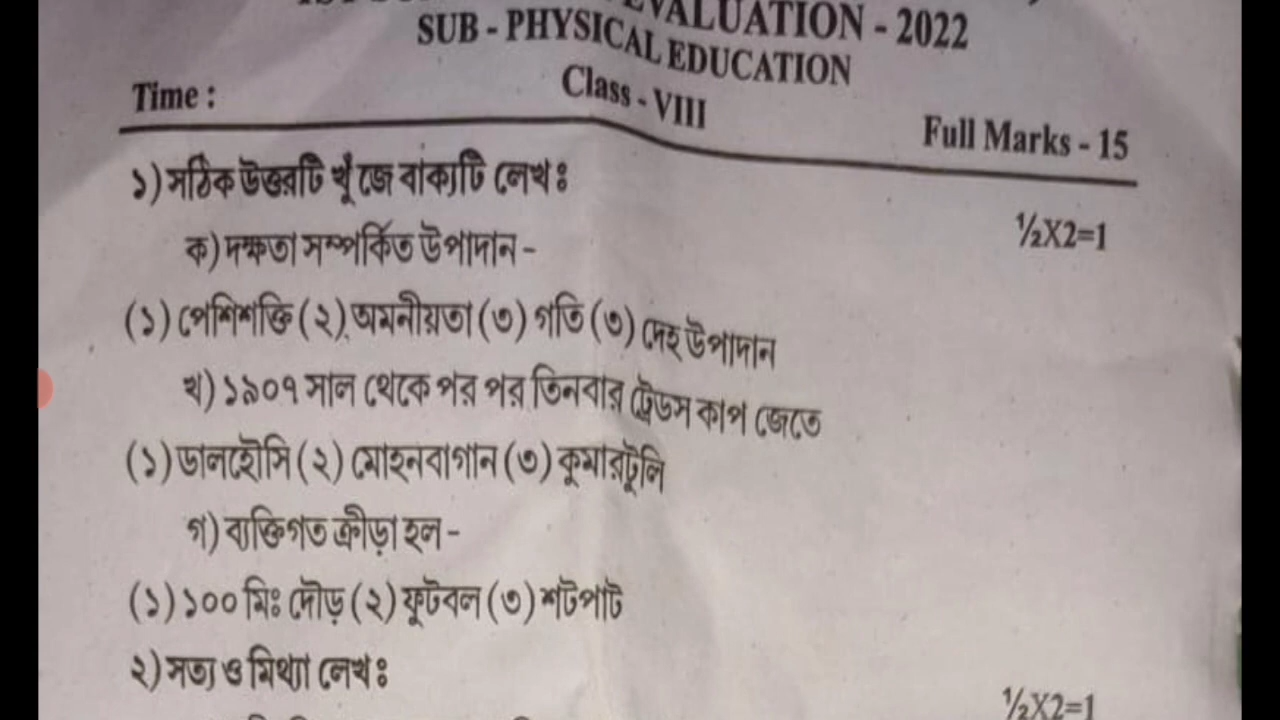 EVALUATION - 2022
SUB - PHYSICAL EDUCATION
Class - VIII
Time :
Full Marks - 15
১) সঠিক উত্তরটি খুঁজে বাক্যটি লেখ ঃ
½X2=1
ক) দক্ষতা সম্পর্কিত উপাদান -
(১) পেশিশক্তি (২) অমনীয়তা (৩) গতি (৩) দেহ উপাদান
খ) ১৯০৭ সাল থেকে পর পর তিনবার ট্রেডস কাপ জেতে
(১) ডালহৌসি (২) মোহনবাগান (৩) কুমারটুলি
গ) ব্যক্তিগত ক্রীড়া হল -
(১) ১০০ মিঃ দৌড় (২) ফুটবল (৩) শটপাট
২) সত্য ও মিথ্যা লেখ ঃ
½X2=1